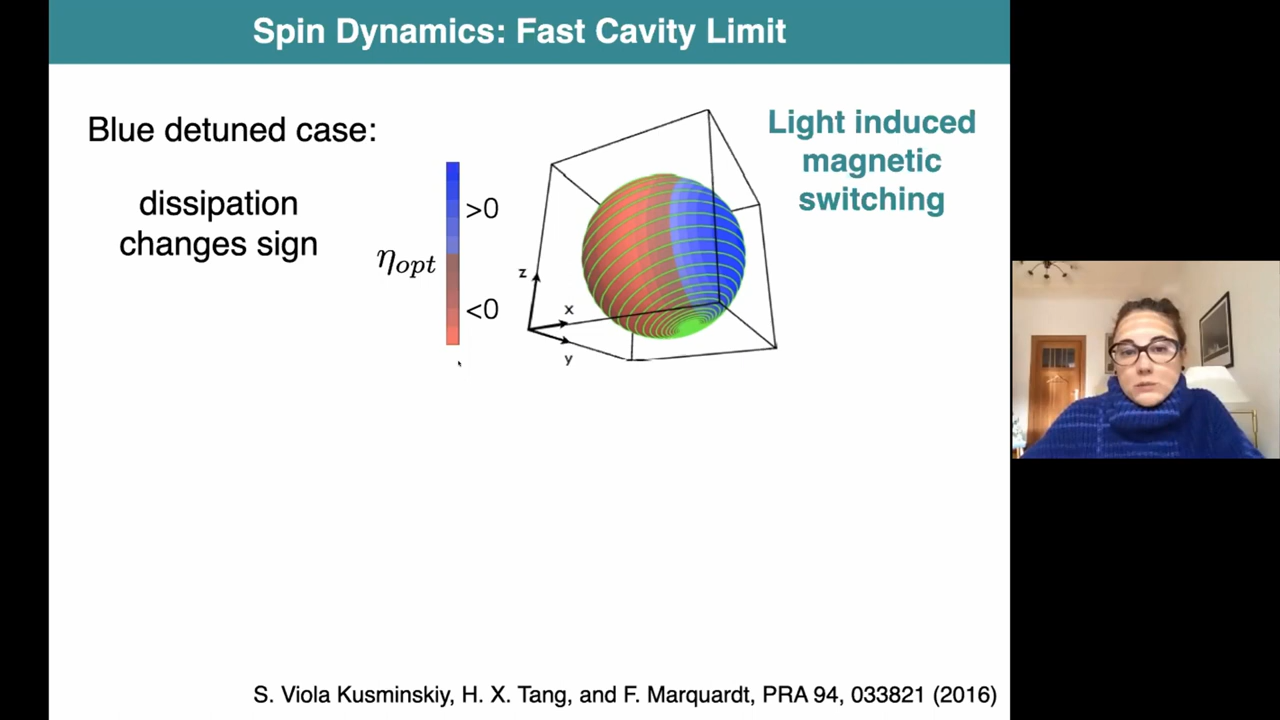 Spin Dynamics: Fast Cavity Limit
Blue detuned case:
dissipation
changes sign
η_opt
>0
<0
z
x
y
Light induced
magnetic
switching
S. Viola Kusminskiy, H. X. Tang, and F. Marquardt, PRA 94, 033821 (2016)